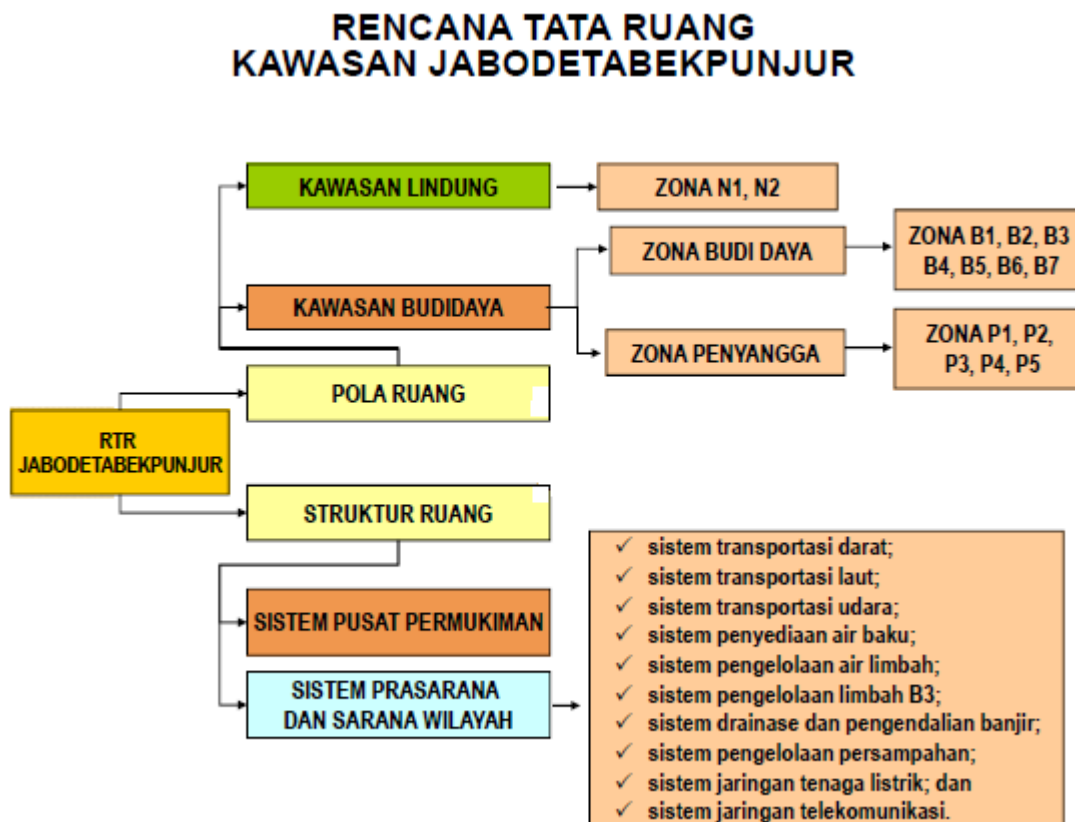 RENCANA TATA RUANG
KAWASAN JABODETABEKPUNJUR
KAWASAN LINDUNG
ZONA N1, N2
ZONA BUDI DAYA
ZONA B1, B2, B3
B4, B5, B6, B7
KAWASAN BUDIDAYA
ZONA PENYANGGA
ZONA P1, P2,
P3, P4, P5
POLA RUANG
RTR
JABODETABEKPUNJUR
STRUKTUR RUANG
SISTEM PUSAT PERMUKIMAN
SISTEM PRASARANA
DAN SARANA WILAYAH
✓ sistem transportasi darat;
✓ sistem transportasi laut;
✓ sistem transportasi udara;
✓ sistem penyediaan air baku;
✓ sistem pengelolaan air limbah;
✓ sistem pengelolaan limbah B3;
✓ sistem drainase dan pengendalian banjir;
✓ sistem pengelolaan persampahan;
✓ sistem jaringan tenaga listrik; dan
✓ sistem jaringan telekomunikasi.